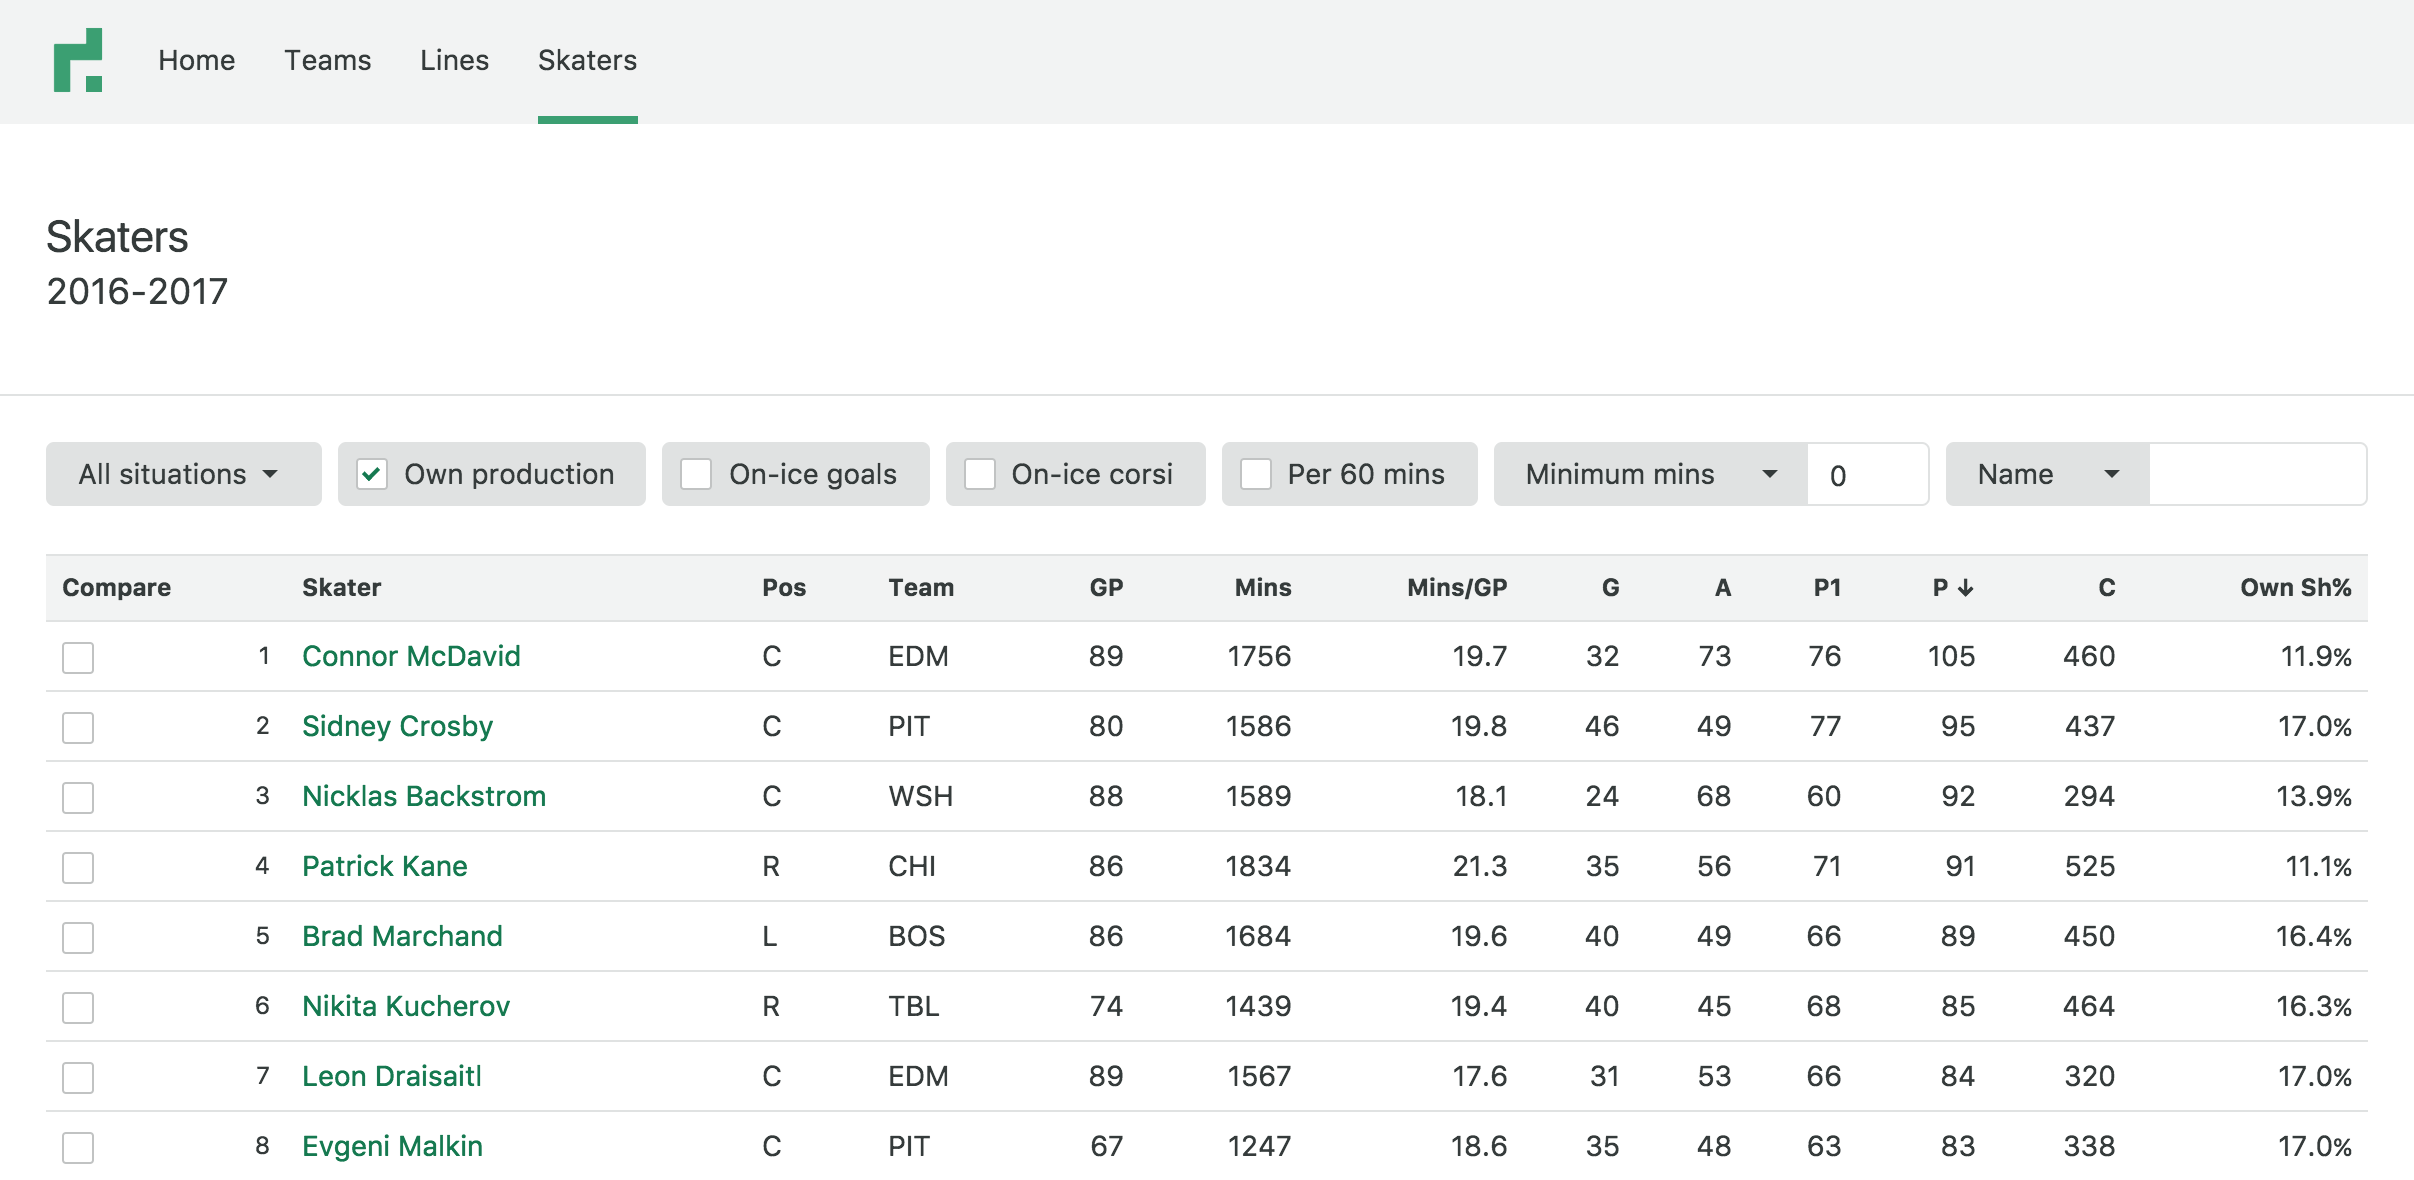 Home Teams Lines Skaters
Skaters
2016-2017
All situations Own production On-ice goals On-ice corsi Per 60 mins Minimum mins 0 Name
Compare Skater Pos Team GP Mins Mins/GP G A P1 P ↓ C Own Sh%
1 Connor McDavid C EDM 89 1756 19.7 32 73 76 105 460 11.9%
2 Sidney Crosby C PIT 80 1586 19.8 46 49 77 95 437 17.0%
3 Nicklas Backstrom C WSH 88 1589 18.1 24 68 60 92 294 13.9%
4 Patrick Kane R CHI 86 1834 21.3 35 56 71 91 525 11.1%
5 Brad Marchand L BOS 86 1684 19.6 40 49 66 89 450 16.4%
6 Nikita Kucherov R TBL 74 1439 19.4 40 45 68 85 464 16.3%
7 Leon Draisaitl C EDM 89 1567 17.6 31 53 66 84 320 17.0%
8 Evgeni Malkin C PIT 67 1247 18.6 35 48 63 83 338 17.0%